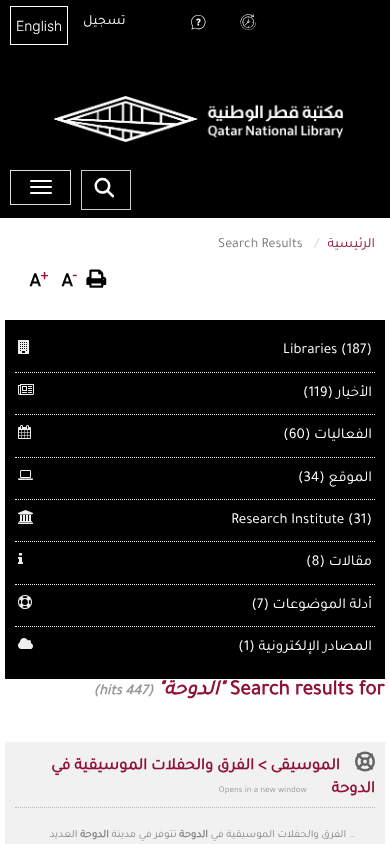 English
تسجيل
مكتبة قطر الوطنية
Qatar National Library
الرئيسية / Search Results
A+ A-
Libraries (187)
الأخبار (119)
الفعاليات (60)
الموقع (34)
Research Institute (31)
مقالات (8)
أدلة الموضوعات (7)
المصادر الإلكترونية (1)
Search results for "الدوحة" (447 hits)
الموسيقى > الفرق والحفلات الموسيقية في
الدوحة Opens in a new window
... الفرق والحفلات الموسيقية في الدوحة تتوفر في مدينة الدوحة العديد